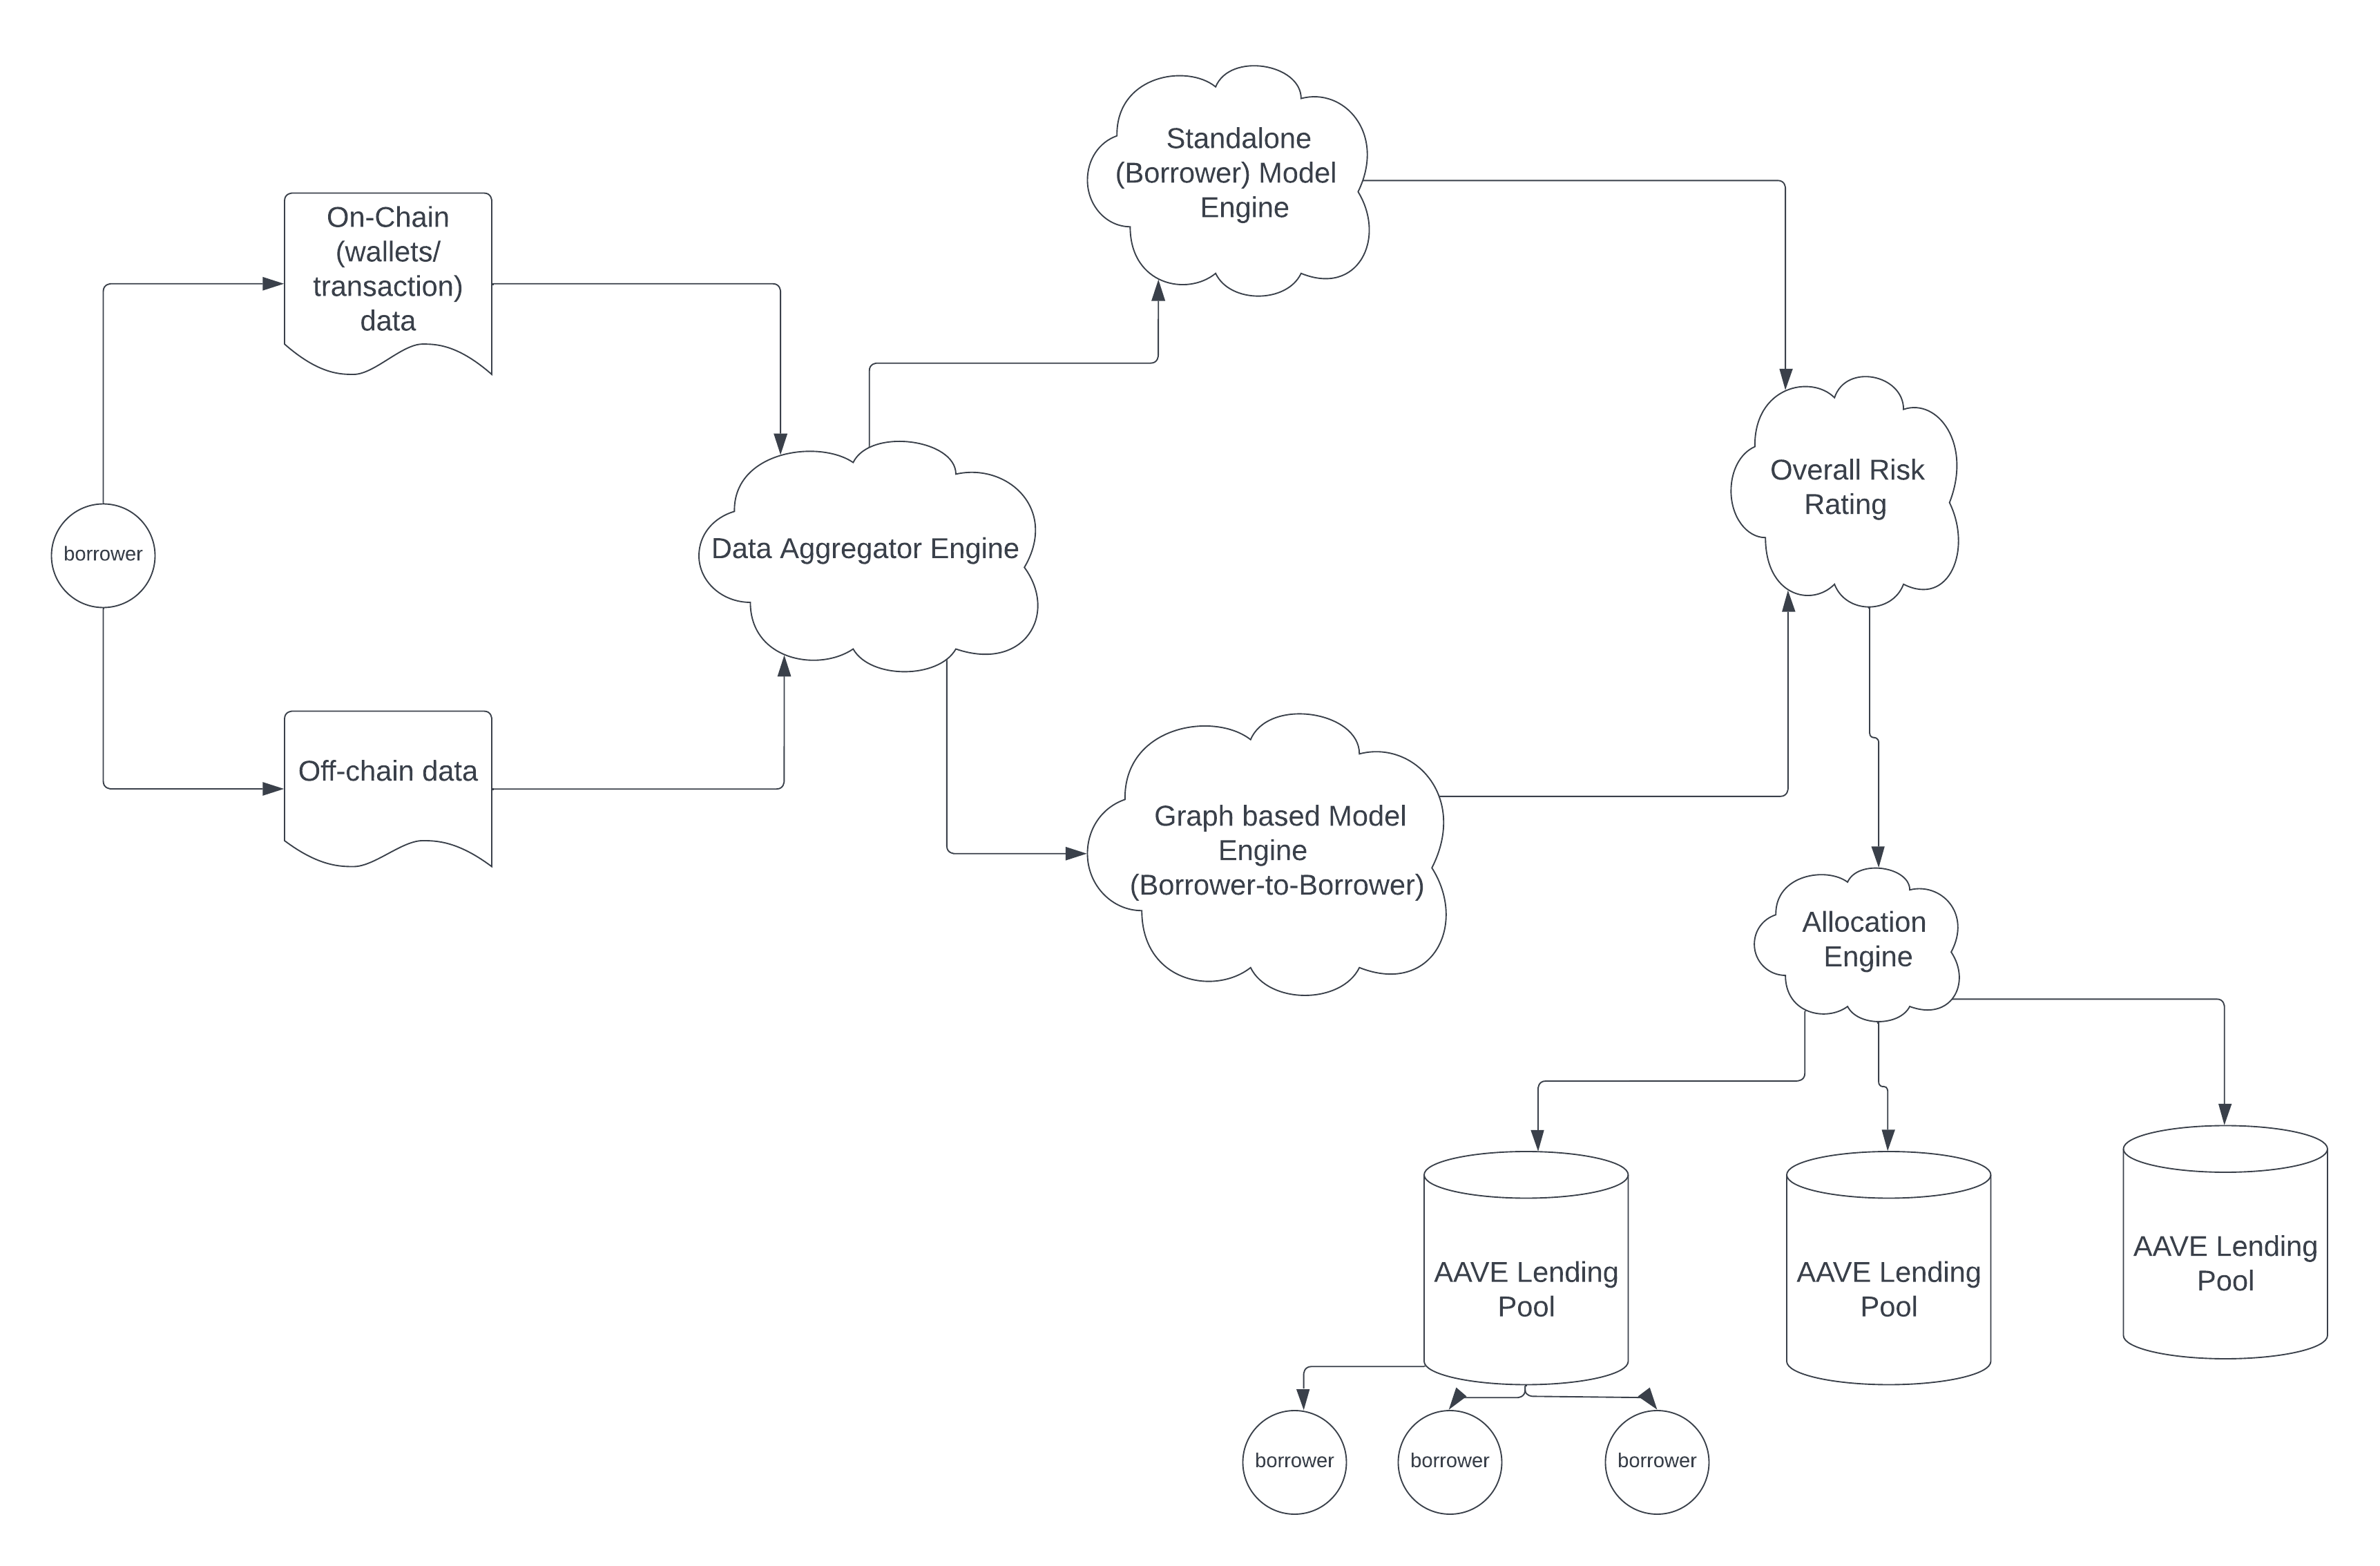 Standalone
(Borrower) Model
Engine
On-Chain
(wallets/
transaction)
data
Overall Risk
Rating
borrower
Data Aggregator Engine
Off-chain data
Graph based Model
Engine
(Borrower-to-Borrower)
Allocation
Engine
AAVE Lending
Pool
AAVE Lending
Pool
AAVE Lending
Pool
borrower
borrower
borrower